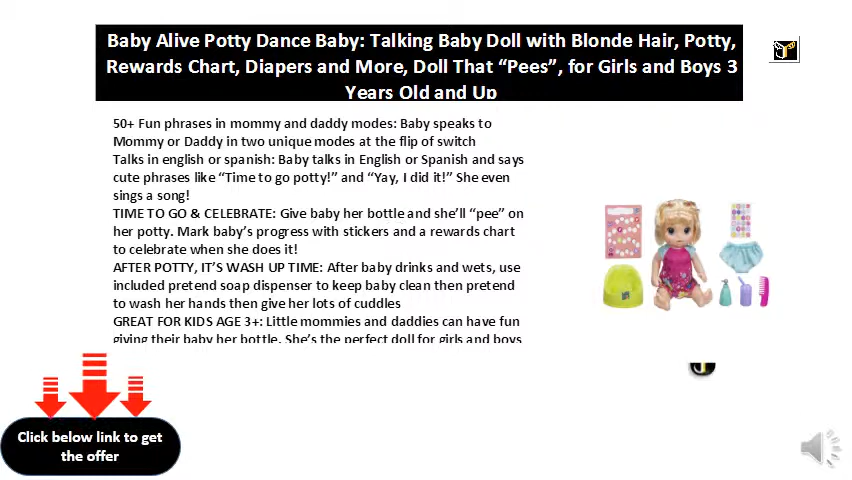 Baby Alive Potty Dance Baby: Talking Baby Doll with Blonde Hair, Potty,
Rewards Chart, Diapers and More, Doll That “Pees”, for Girls and Boys 3
Years Old and Up
50+ Fun phrases in mommy and daddy modes: Baby speaks to
Mommy or Daddy in two unique modes at the flip of switch
Talks in english or spanish: Baby talks in English or Spanish and says
cute phrases like “Time to go potty!” and “Yay, I did it!” She even
sings a song!
TIME TO GO & CELEBRATE: Give baby her bottle and she’ll “pee” on
her potty. Mark baby’s progress with stickers and a rewards chart
to celebrate when she does it!
AFTER POTTY, IT’S WASH UP TIME: After baby drinks and wets, use
included pretend soap dispenser to keep baby clean then pretend
to wash her hands then give her lots of cuddles
GREAT FOR KIDS AGE 3+: Little mommies and daddies can have fun
giving their baby her bottle. She’s the perfect doll for girls and boys
Click below link to get
the offer